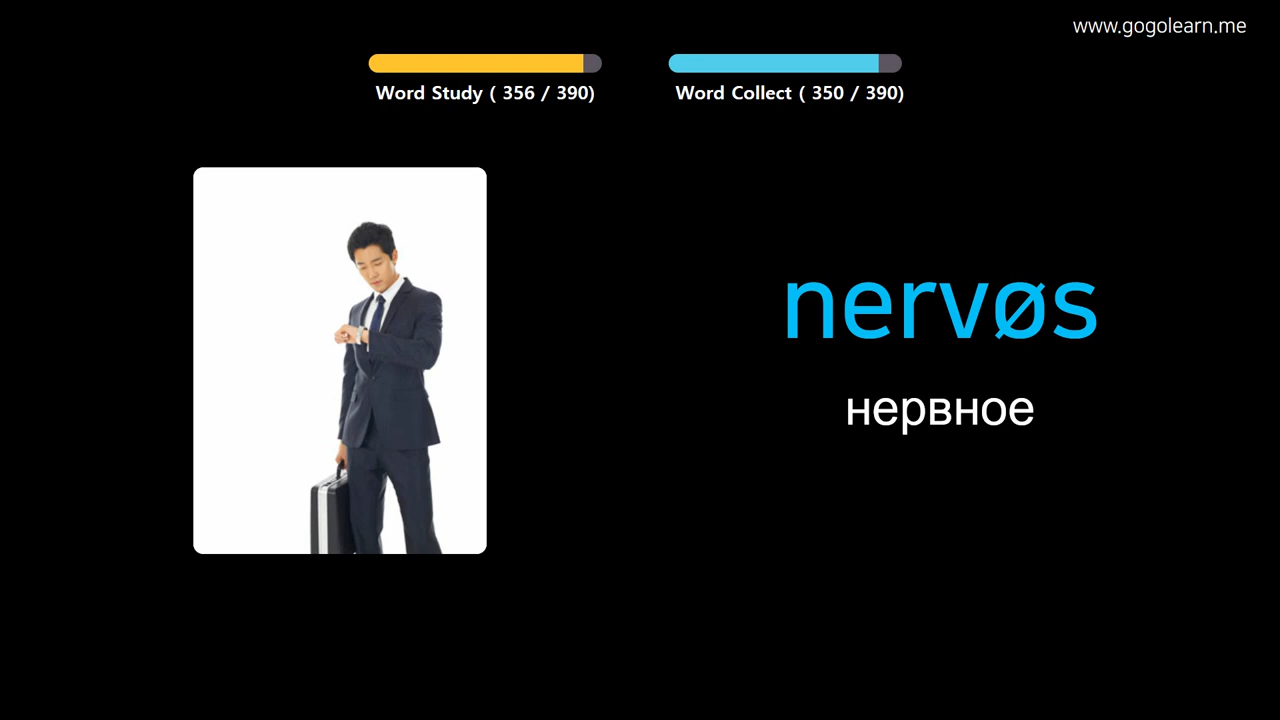 www.gogolearn.me
Word Study ( 356 / 390)
Word Collect ( 350 / 390)
nervøs
нервное